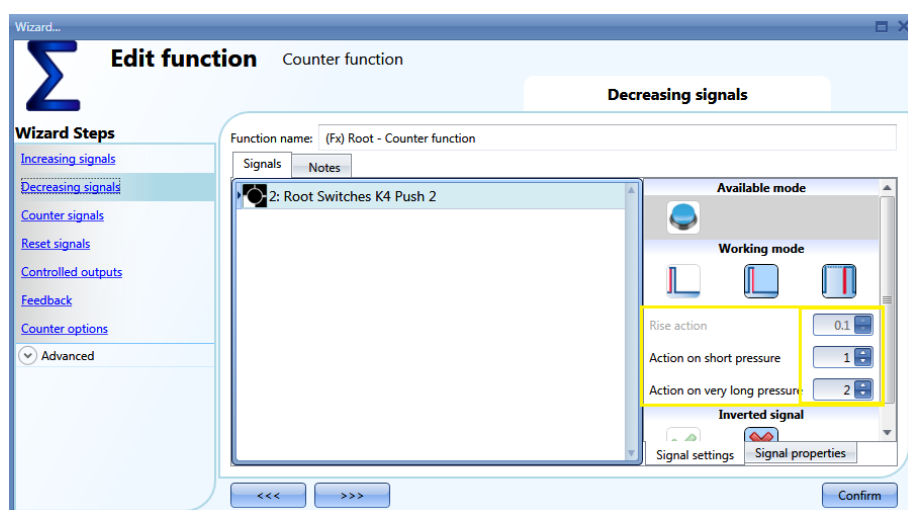 Wizard...
Edit function Counter function
Decreasing signals
Wizard Steps
Increasing signals
Decreasing signals
Counter signals
Reset signals
Controlled outputs
Feedback
Counter options
Advanced
Function name: (Fx) Root - Counter function
Signals Notes
2: Root Switches K4 Push 2
Available mode
Working mode
Rise action 0.1
Action on short pressure 1
Action on very long pressure 2
Inverted signal
Signal settings Signal properties
<<< >>> Confirm